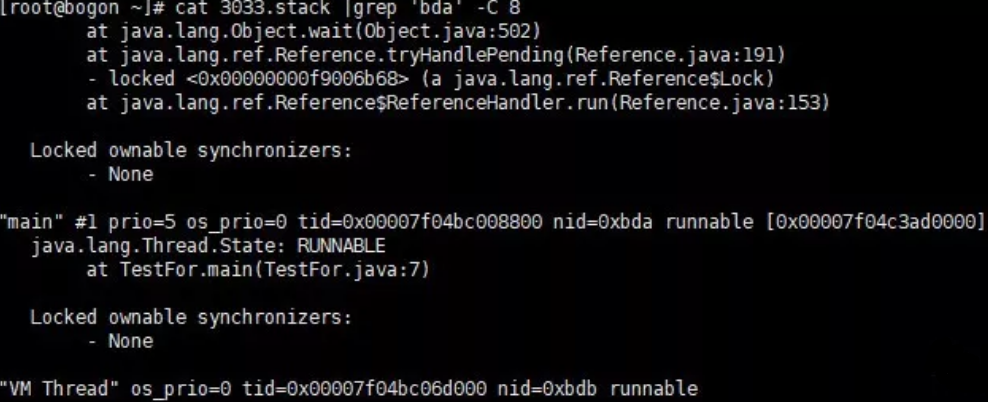 [root@bogon ~]# cat 3033.stack |grep 'bda' -C 8
at java.lang.Object.wait(Object.java:502)
at java.lang.ref.Reference.tryHandlePending(Reference.java:191)
- locked <0x00000000f9006b68> (a java.lang.ref.Reference$Lock)
at java.lang.ref.Reference$ReferenceHandler.run(Reference.java:153)
Locked ownable synchronizers:
- None
"main" #1 prio=5 os_prio=0 tid=0x00007f04bc008800 nid=0xbda runnable [0x00007f04c3ad0000]
java.lang.Thread.State: RUNNABLE
at TestFor.main(TestFor.java:7)
Locked ownable synchronizers:
- None
"VM Thread" os_prio=0 tid=0x00007f04bc06d000 nid=0xbdb runnable